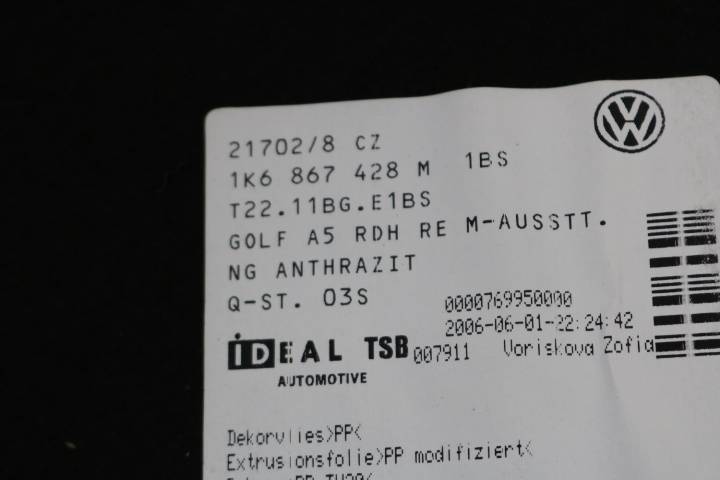 21702/8 CZ
1K6 867 428 M 1BS
T22.11BG.E1BS
GOLF A5 RDH RE M-AUSSTT.
NG ANTHRAZIT
Q-ST. 03S
0000769950000
2006-06-01-22:24:42
IDEAL TSB 007911 Voriskova Zofia
AUTOMOTIVE
Dekorvlies>PP<
Extrusionsfolie>PP modifiziert<